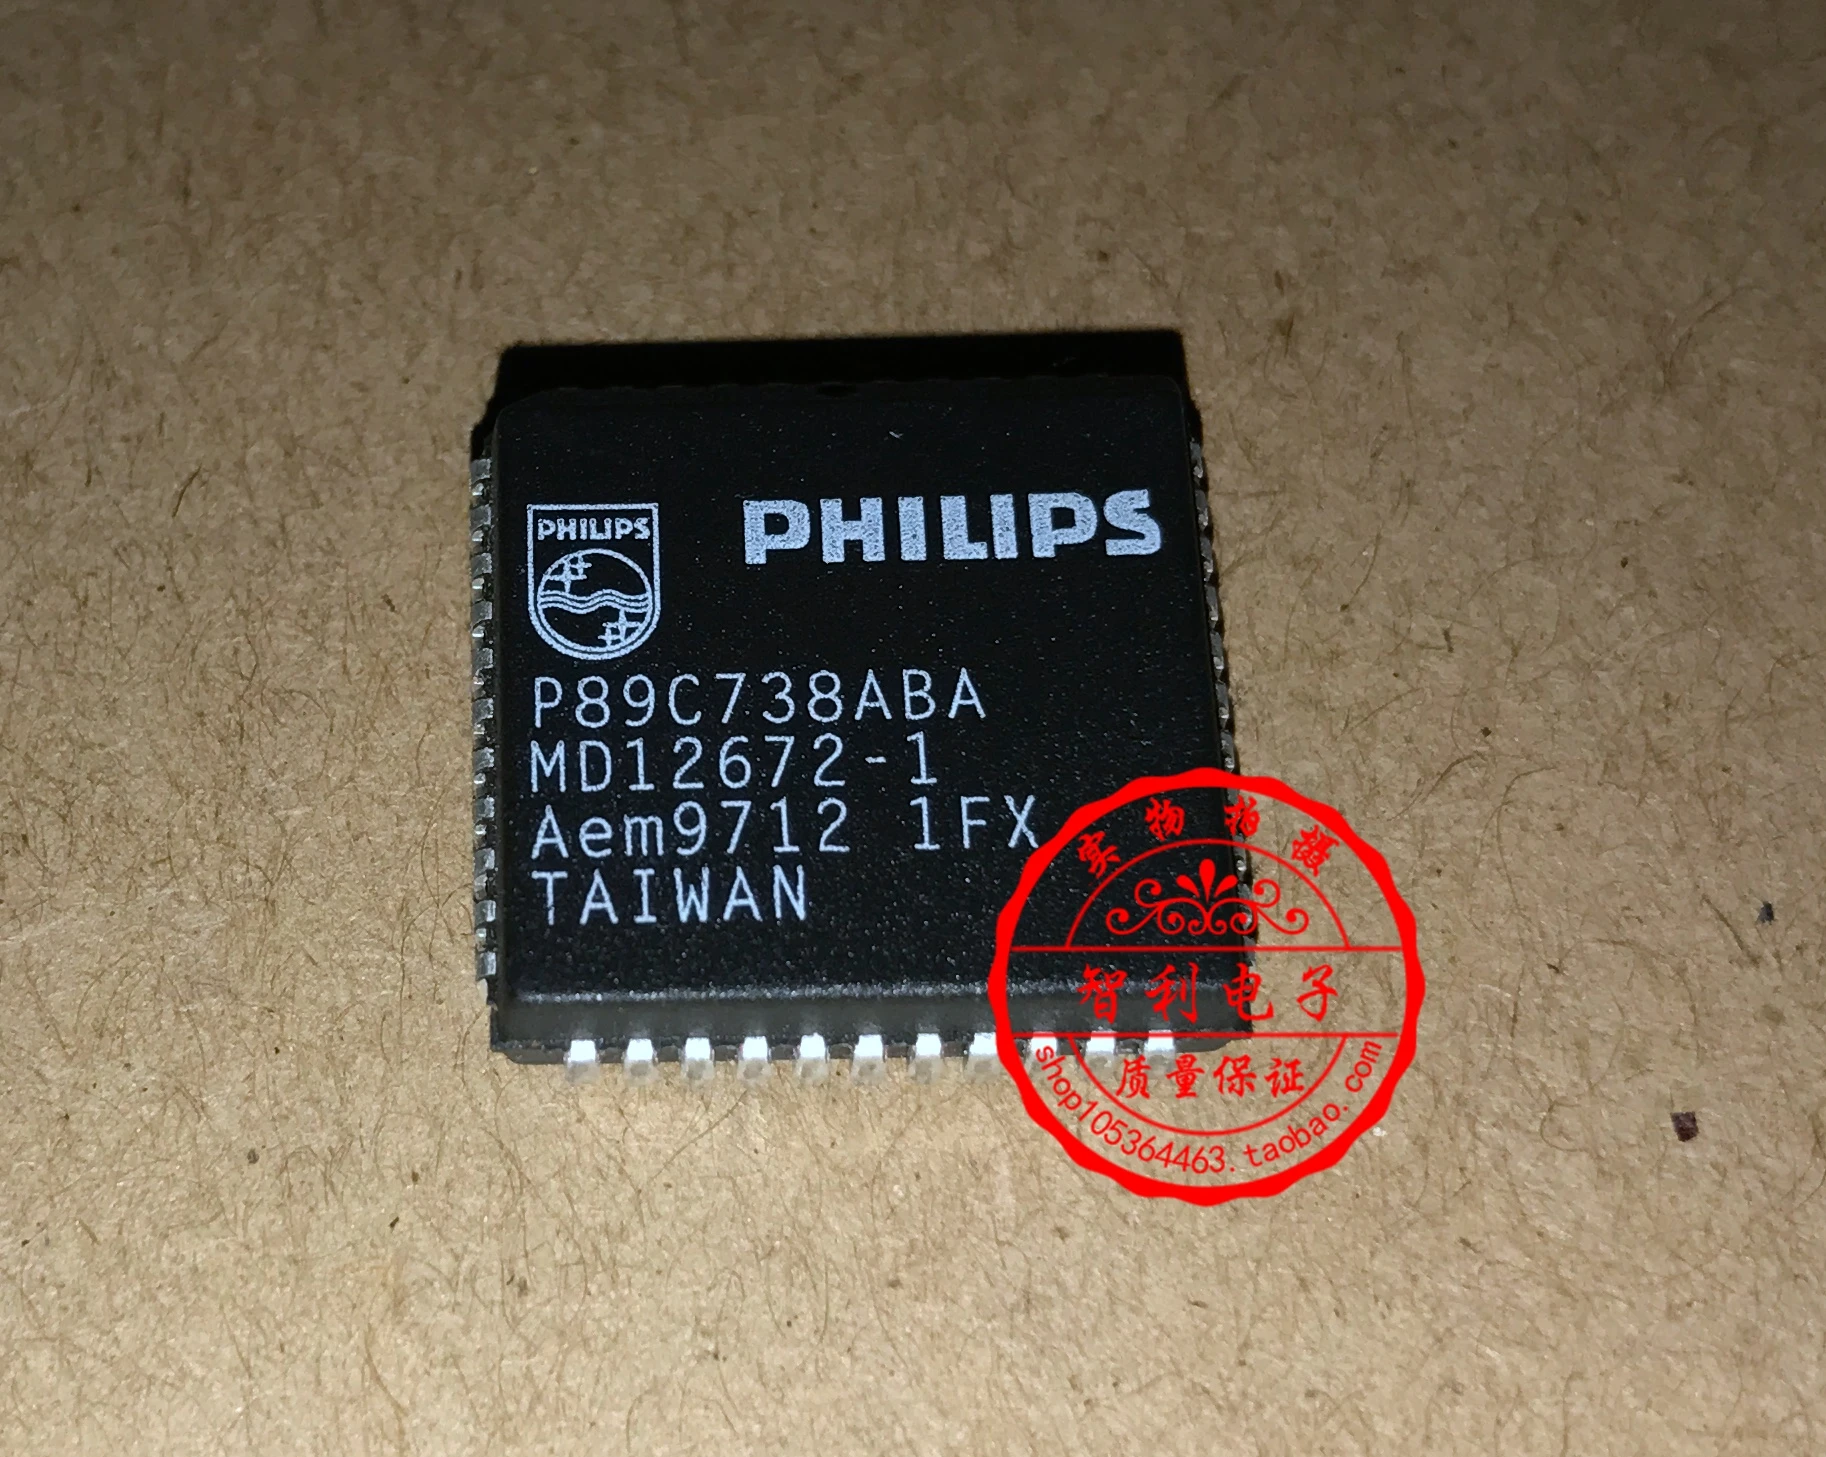 PHILIPS
PHILIPS
P89C738ABA
MD12672-1
Aem9712 1FX
TAIWAN
实物拍摄
智利电子
质量保证
shop105364463.taobao.com